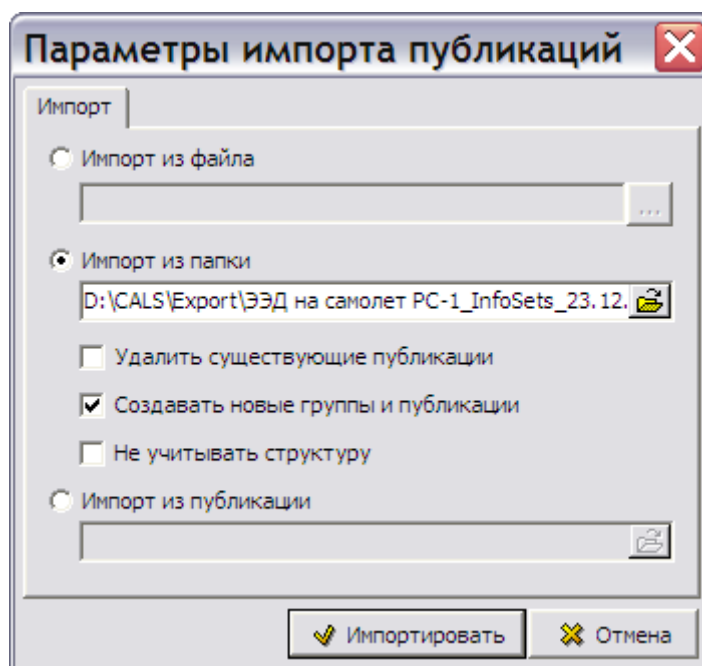 Параметры импорта публикаций
Импорт
Импорт из файла
...
Импорт из папки
D:\CALS\Export\ЭЭД на самолет РС-1_InfoSets_23.12.
Удалить существующие публикации
Создавать новые группы и публикации
Не учитывать структуру
Импорт из публикации
Импортировать
Отмена